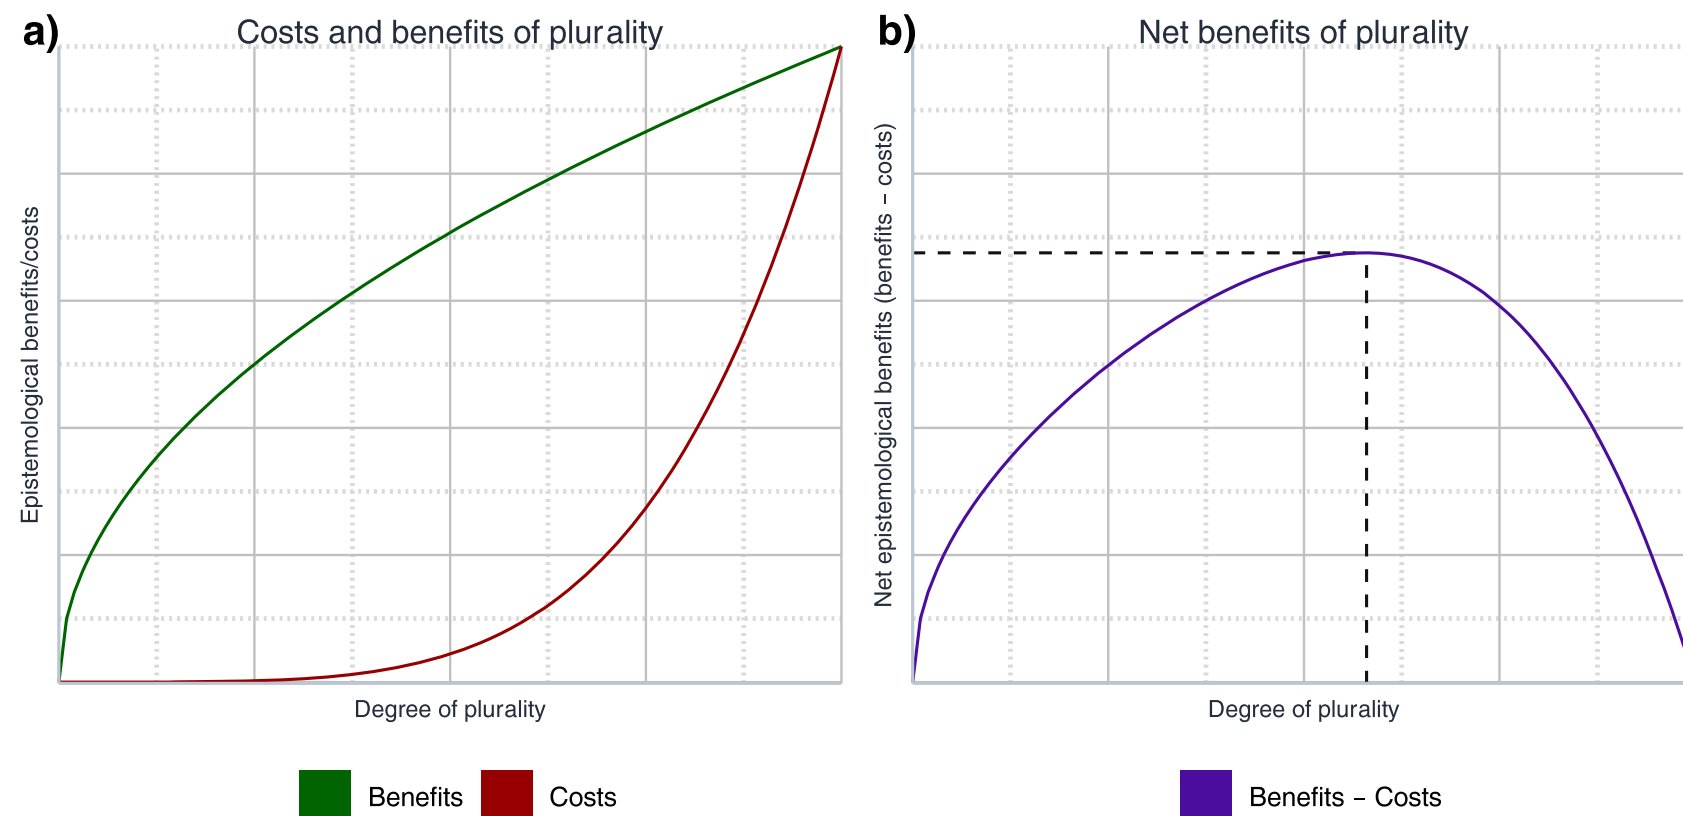 a)
Costs and benefits of plurality
Epistemological benefits/costs
Degree of plurality
Benefits
Costs
b)
Net benefits of plurality
Net epistemological benefits (benefits − costs)
Degree of plurality
Benefits − Costs